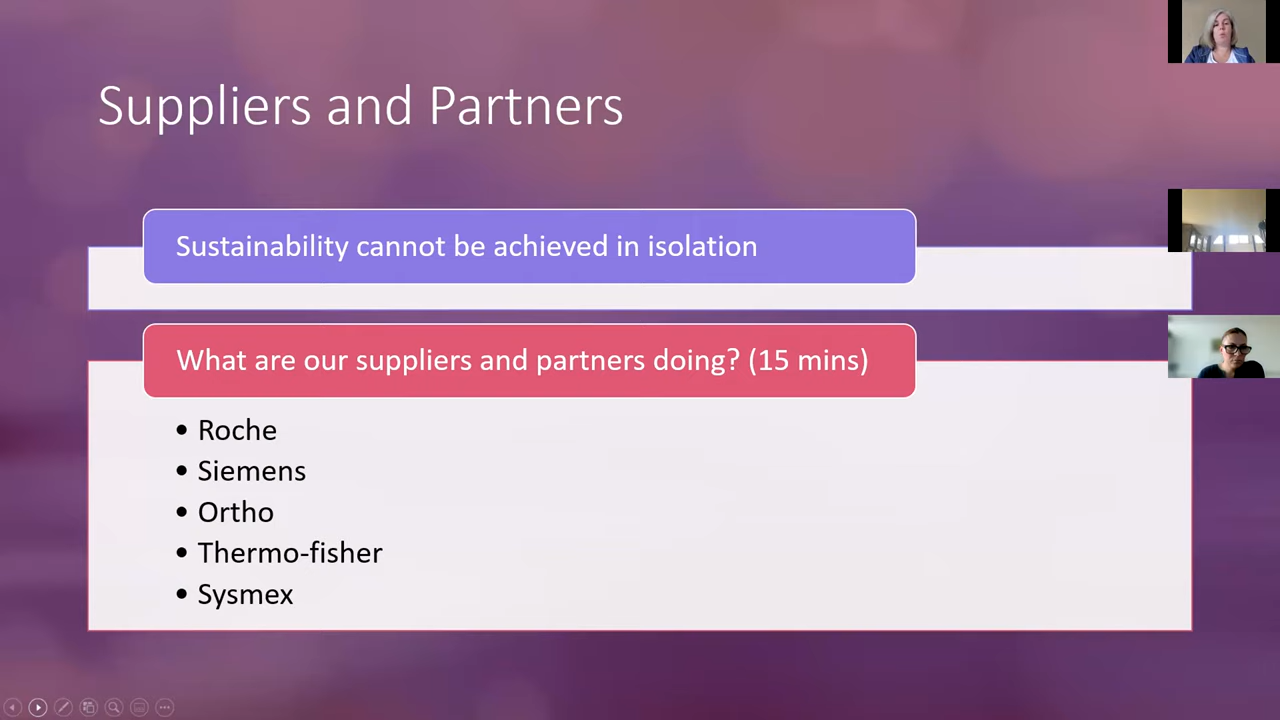 Suppliers and Partners
Sustainability cannot be achieved in isolation
What are our suppliers and partners doing? (15 mins)
• Roche
• Siemens
• Ortho
• Thermo-fisher
• Sysmex